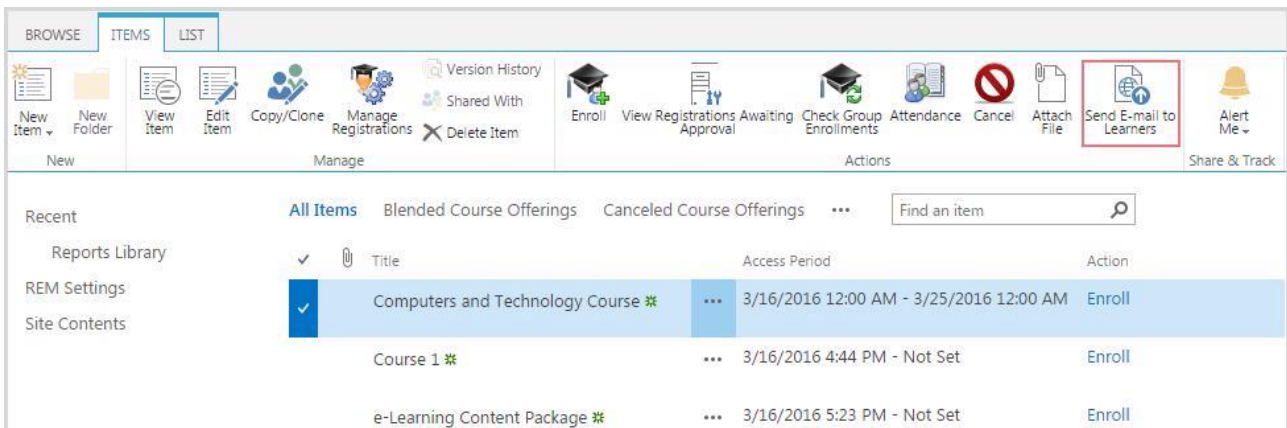 BROWSE ITEMS LIST
New Item
New Folder
View Item
Edit Item
Copy/Clone
Manage Registrations
Version History
Shared With
Delete Item
Enroll
View Registrations Awaiting Approval
Check Group Enrollments
Attendance
Cancel
Attach File
Send E-mail to Learners
Alert Me
New Manage Actions Share & Track
Recent
Reports Library
REM Settings
Site Contents
All Items Blended Course Offerings Canceled Course Offerings ... Find an item
Title Access Period Action
Computers and Technology Course ... 3/16/2016 12:00 AM - 3/25/2016 12:00 AM Enroll
Course 1 ... 3/16/2016 4:44 PM - Not Set Enroll
e-Learning Content Package ... 3/16/2016 5:23 PM - Not Set Enroll